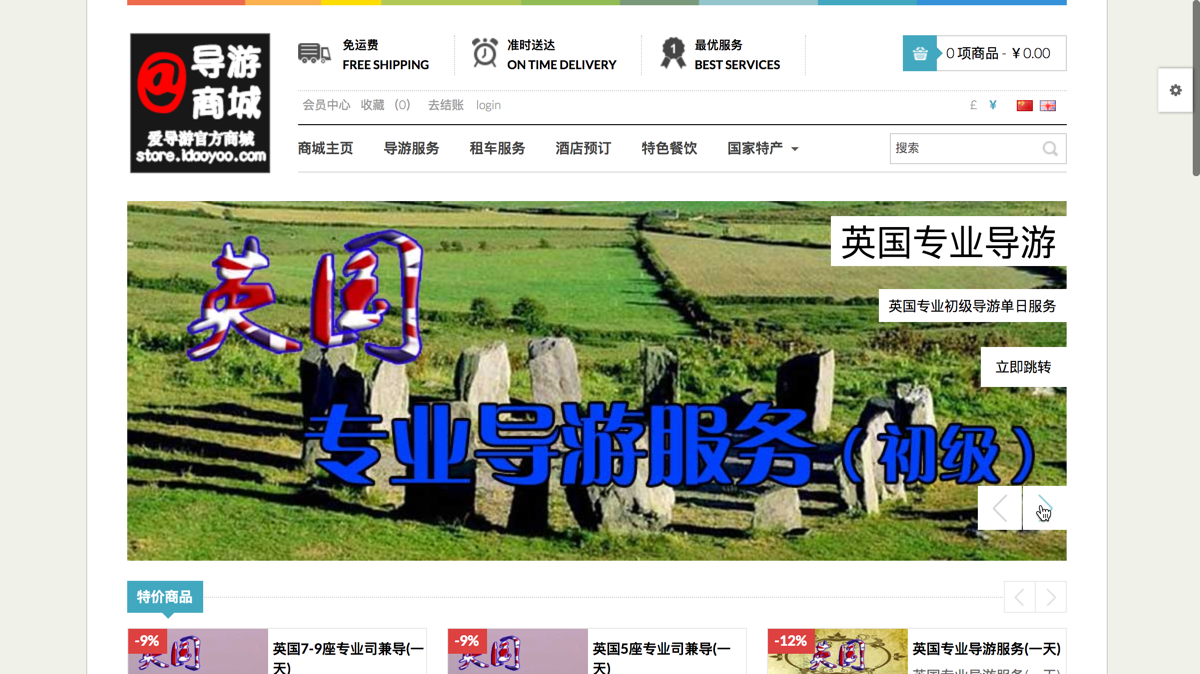 @导游
商城
爱导游官方商城
store.idaoyoo.com
免运费
FREE SHIPPING
准时送达
ON TIME DELIVERY
1
最优服务
BEST SERVICES
0 项商品 - ￥0.00
会员中心 收藏 (0) 去结账 login
£ ¥
商城主页 导游服务 租车服务 酒店预订 特色餐饮 国家特产
搜索
英国专业导游
英国
英国专业初级导游单日服务
立即跳转
专业导游服务（初级）
特价商品
-9%
英国
英国7-9座专业司兼导(一
天)
-9%
英国
英国5座专业司兼导(一
天)
-12%
英国
英国专业导游服务(一天)
英国专业导游服务(一天)